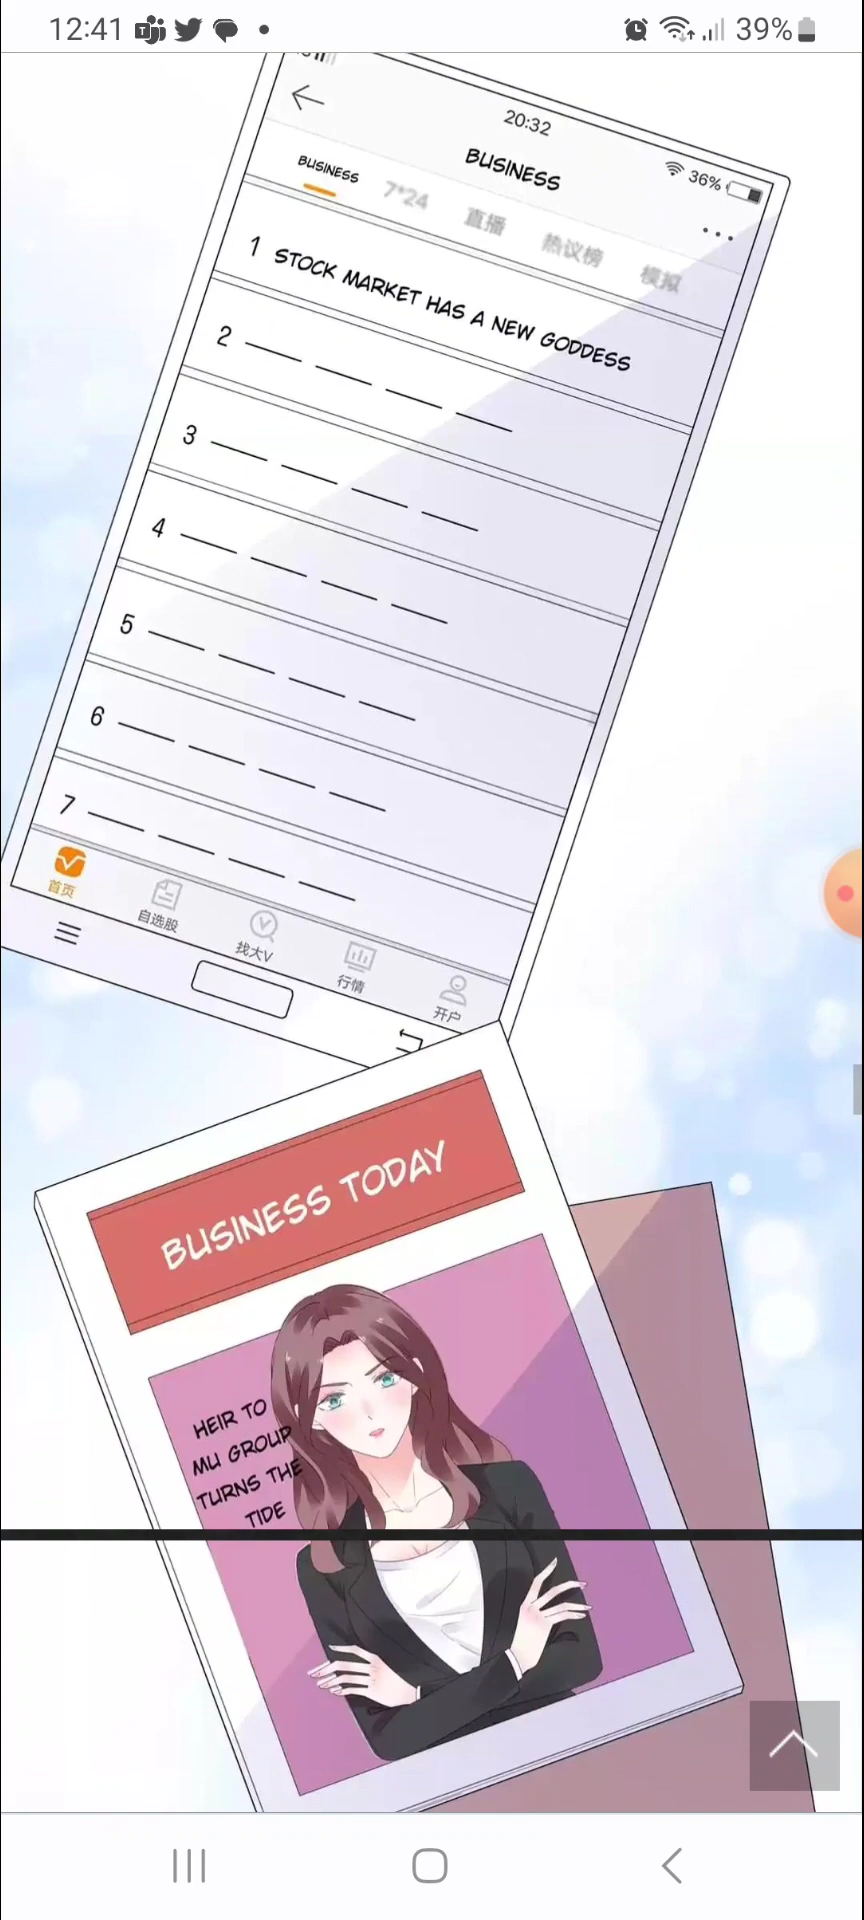 12:41
39%
20:32
36%
BUSINESS
BUSINESS
7*24
直播
热议榜
模拟
1 STOCK MARKET HAS A NEW GODDESS
2
3
4
5
6
7
首页
自选股
找大V
行情
开户
BUSINESS TODAY
HEIR TO
MU GROUP
TURNS THE
TIDE